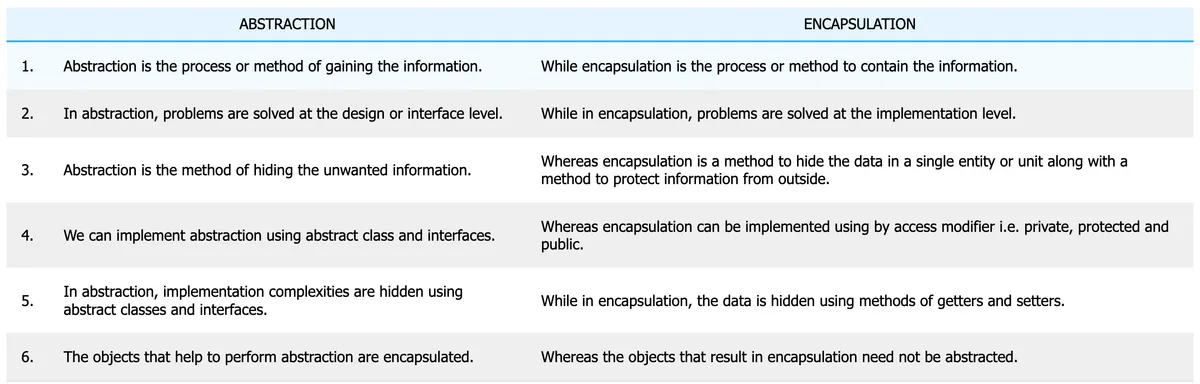 ABSTRACTION ENCAPSULATION
1. Abstraction is the process or method of gaining the information. While encapsulation is the process or method to contain the information.
2. In abstraction, problems are solved at the design or interface level. While in encapsulation, problems are solved at the implementation level.
3. Abstraction is the method of hiding the unwanted information.
Whereas encapsulation is a method to hide the data in a single entity or unit along with a
method to protect information from outside.
4. We can implement abstraction using abstract class and interfaces.
Whereas encapsulation can be implemented using by access modifier i.e. private, protected and
public.
5. In abstraction, implementation complexities are hidden using
abstract classes and interfaces.
While in encapsulation, the data is hidden using methods of getters and setters.
6. The objects that help to perform abstraction are encapsulated. Whereas the objects that result in encapsulation need not be abstracted.